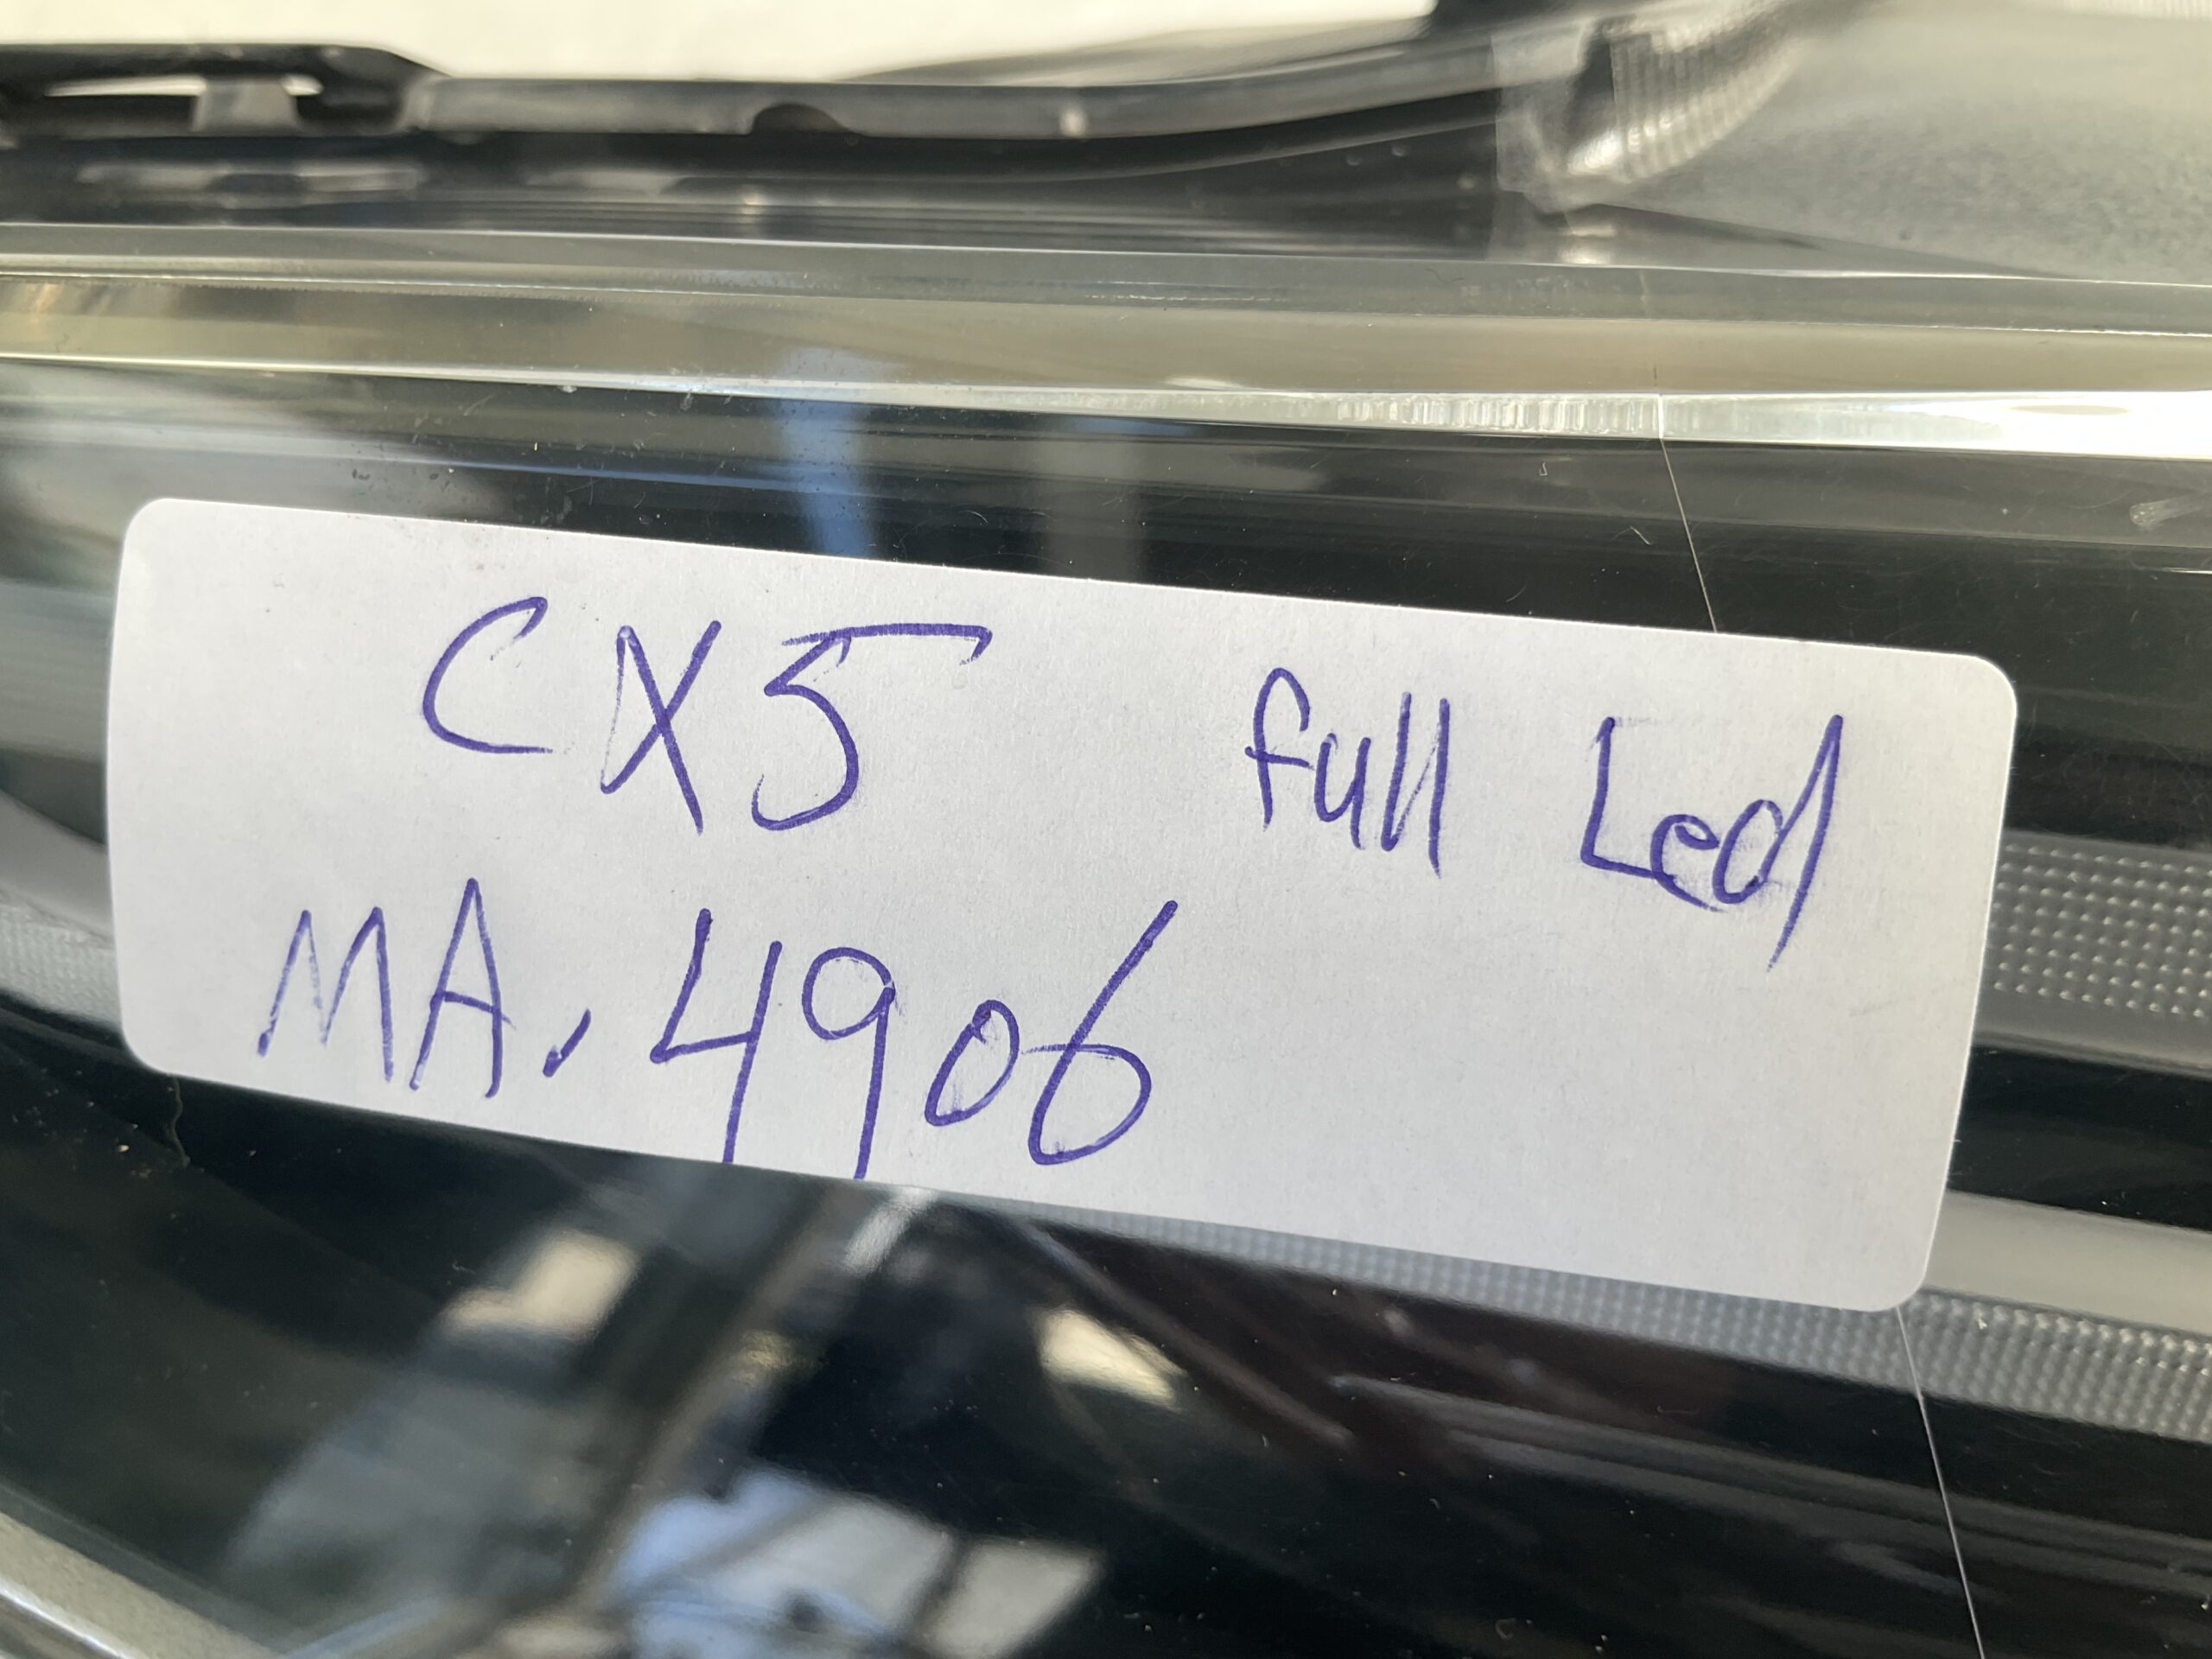 CX5 full Led
MA. 4906